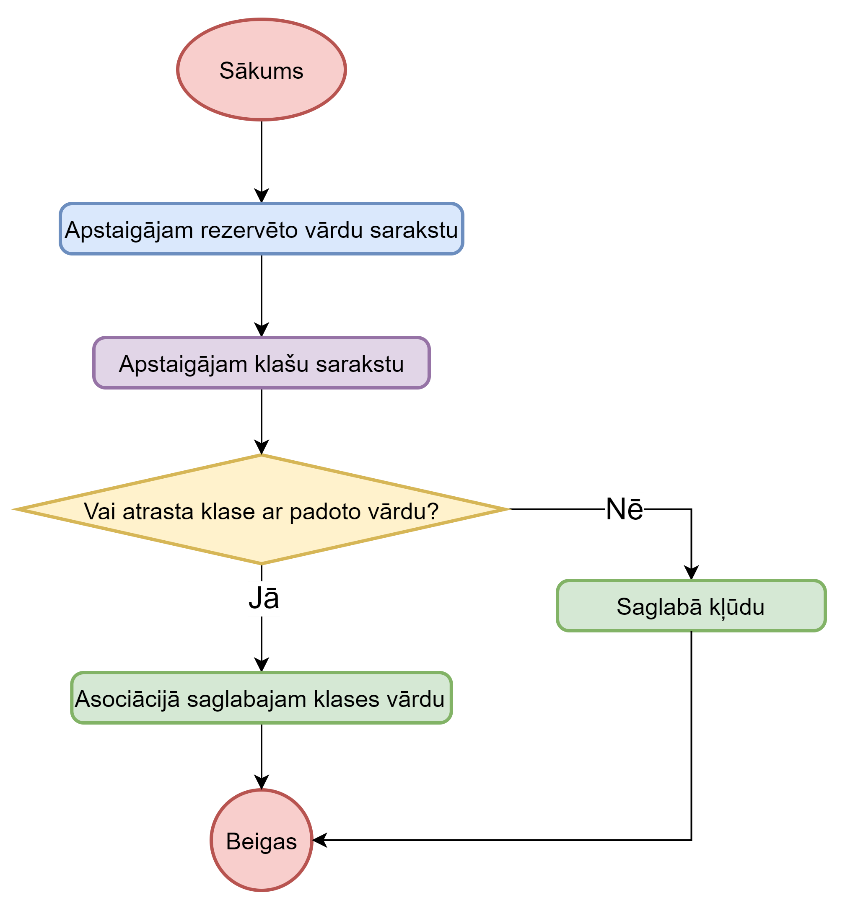 Sākums
Apstaigājam rezervēto vārdu sarakstu
Apstaigājam klašu sarakstu
Vai atrasta klase ar padoto vārdu?
Nē
Jā
Saglabā kļūdu
Asociācijā saglabajam klases vārdu
Beigas